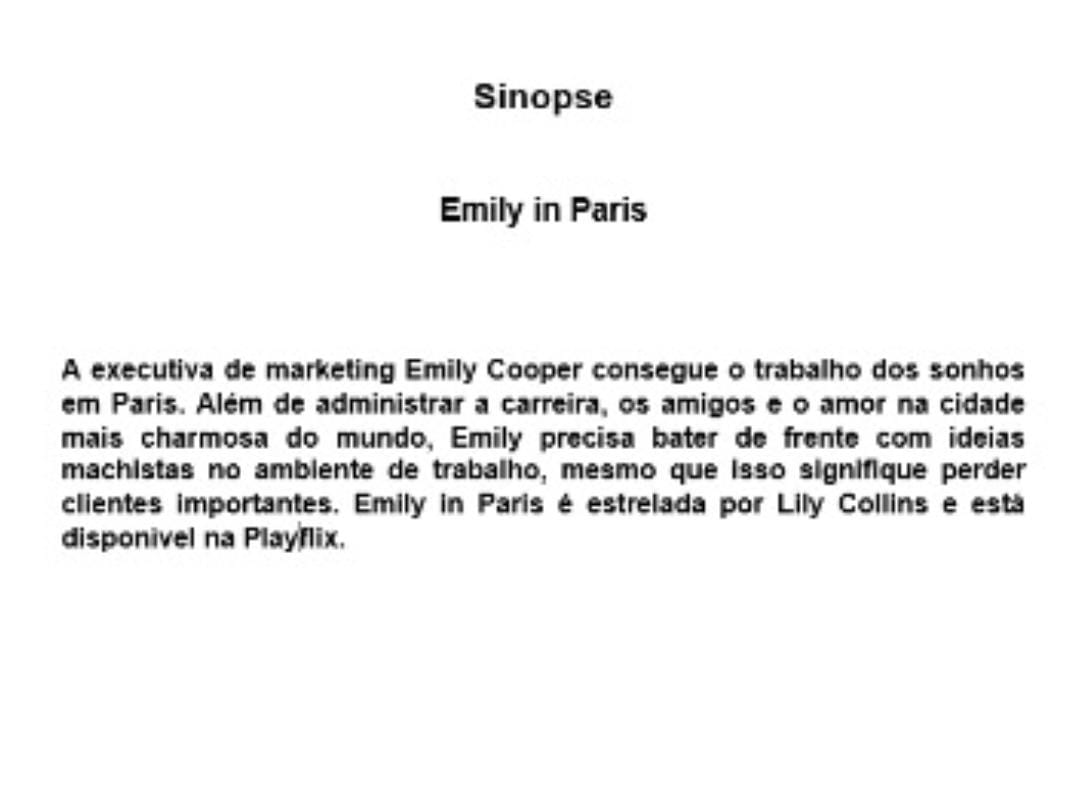 Sinopse
Emily in Paris
A executiva de marketing Emily Cooper consegue o trabalho dos sonhos
em Paris. Além de administrar a carreira, os amigos e o amor na cidade
mais charmosa do mundo, Emily precisa bater de frente com ideias
machistas no ambiente de trabalho, mesmo que isso signifique perder
clientes importantes. Emily in Paris é estrelada por Lily Collins e está
disponivel na Playflix.